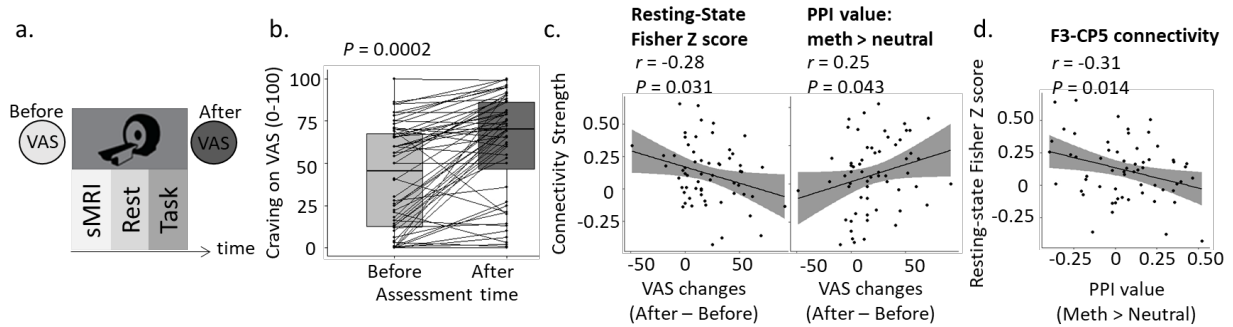 a.
Before
VAS
After
VAS
sMRI
Rest
Task
time
b.
P = 0.0002
Craving on VAS (0-100)
100
75
50
25
0
Before
After
Assessment time
c.
Resting-State
Fisher Z score
r = -0.28
P = 0.031
PPI value:
meth > neutral
r = 0.25
P = 0.043
Connectivity Strength
0.50
0.25
0
-0.25
-50
0
50
VAS changes
(After – Before)
-50
0
50
VAS changes
(After – Before)
d.
F3-CP5 connectivity
r = -0.31
P = 0.014
Resting-state Fisher Z score
0.50
0.25
0
-0.25
-0.25
0
0.25
0.50
PPI value
(Meth > Neutral)